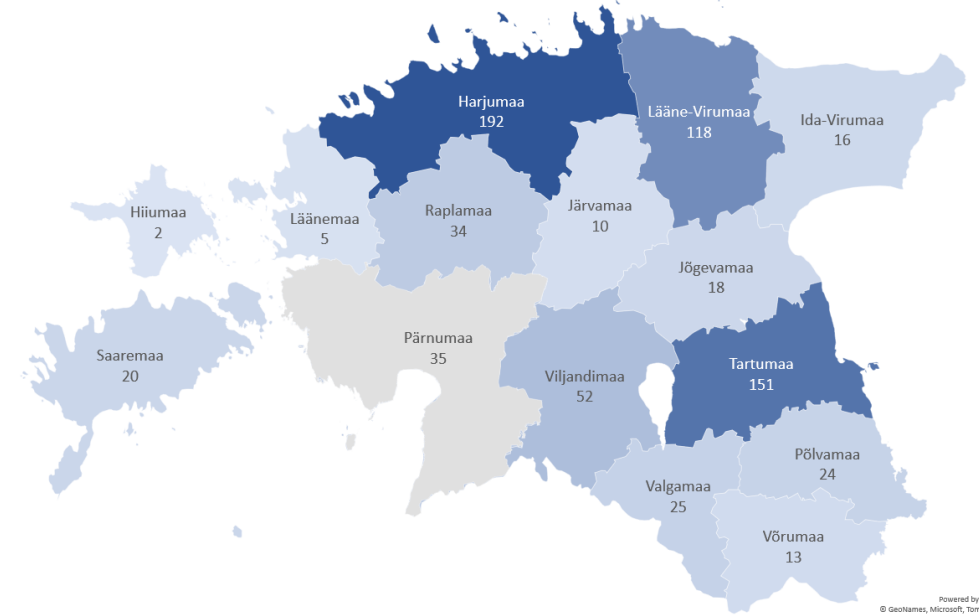 Harjumaa
192
Lääne-Virumaa
118
Ida-Virumaa
16
Hiiumaa
2
Läänemaa
5
Raplamaa
34
Järvamaa
10
Jõgevamaa
18
Saaremaa
20
Pärnumaa
35
Viljandimaa
52
Tartumaa
151
Põlvamaa
24
Valgamaa
25
Võrumaa
13
Powered by
© GeoNames, Microsoft, Tom